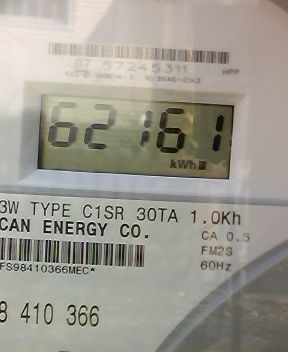 07 57245311
62161
kWh
3W TYPE C1SR 30TA 1.0Kh
CAN ENERGY CO.
CA 0.5
FM2S
60Hz
FS98410366MEC*
8 410 366